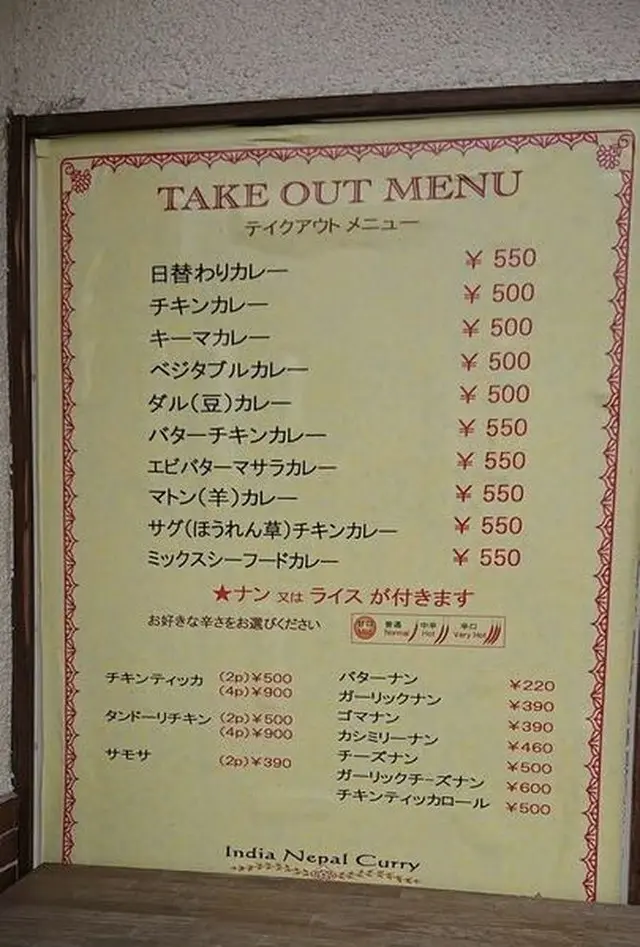 TAKE OUT MENU
テイクアウト メニュー
日替わりカレー ¥ 550
チキンカレー ¥ 500
キーマカレー ¥ 500
ベジタブルカレー ¥ 500
ダル(豆)カレー ¥ 500
バターチキンカレー ¥ 550
エビバターマサラカレー ¥ 550
マトン(羊)カレー ¥ 550
サグ(ほうれん草)チキンカレー ¥ 550
ミックスシーフードカレー ¥ 550
★ナン 又は ライス が付きます
お好きな辛さをお選びください
甘口 普通 Normal 中辛 Hot 辛口 Very Hot
チキンティッカ (2p)¥500
(4p)¥900
タンドーリチキン (2p)¥500
(4p)¥900
サモサ (2p)¥390
バターナン ¥220
ガーリックナン ¥390
ゴマナン ¥390
カシミリーナン ¥460
チーズナン ¥500
ガーリックチーズナン ¥600
チキンティッカロール ¥500
India Nepal Curry